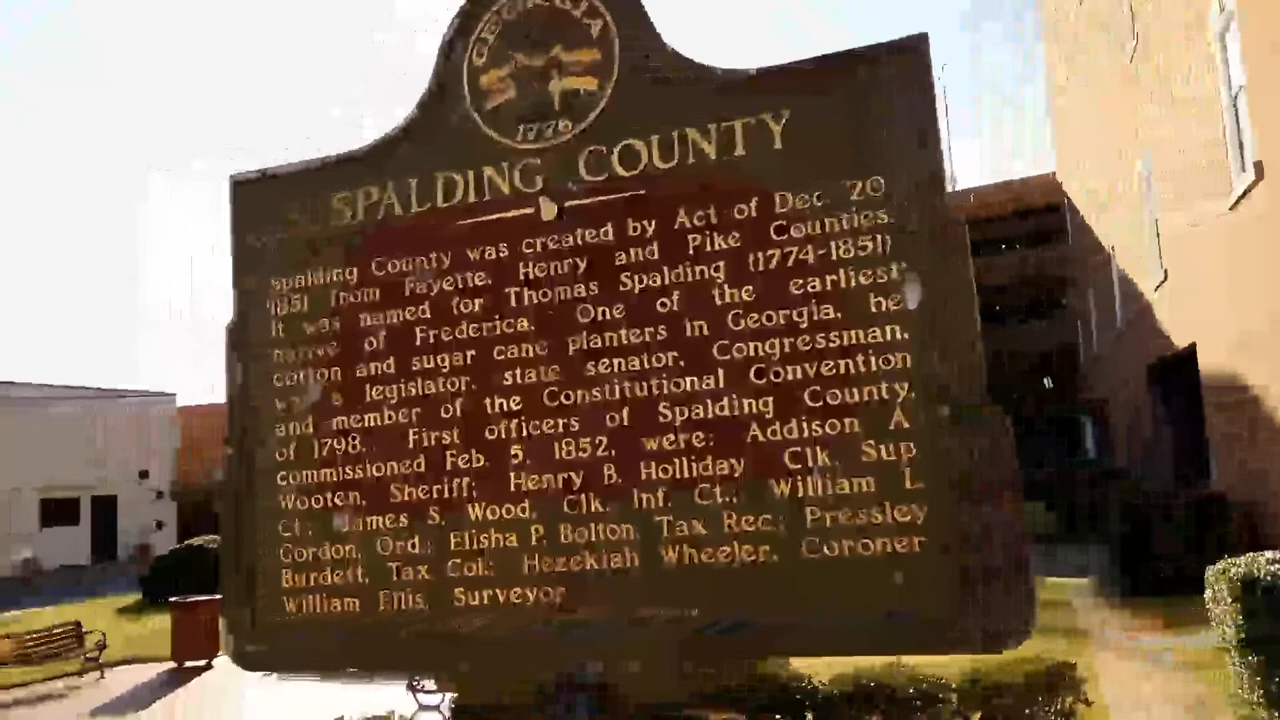 GEORGIA
1776
SPALDING COUNTY
Spalding County was created by Act of Dec. 20
1851 from Fayette, Henry and Pike Counties.
It was named for Thomas Spalding (1774-1851)
native of Frederica. One of the earliest
cotton and sugar cane planters in Georgia, he
was a legislator, state senator, Congressman,
and member of the Constitutional Convention
of 1798. First officers of Spalding County,
commissioned Feb. 5, 1852, were: Addison A
Wooten, Sheriff; Henry B. Holliday Clk. Sup
Ct.; James S. Wood, Clk. Inf. Ct.; William L.
Gordon, Ord.; Elisha P. Bolton, Tax Rec.; Pressley
Burdett, Tax Col.; Hezekiah Wheeler, Coroner
William Ellis, Surveyor